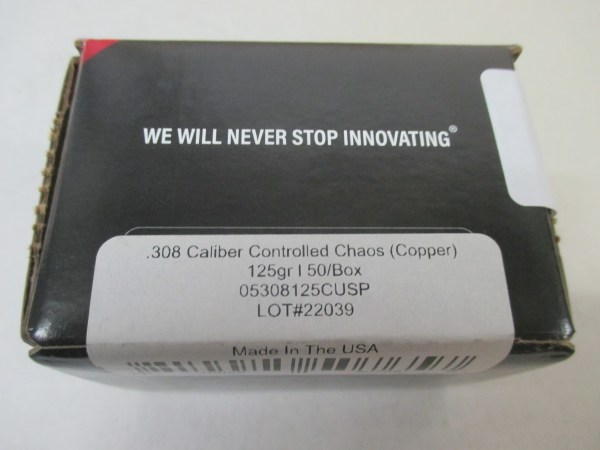 WE WILL NEVER STOP INNOVATING®
.308 Caliber Controlled Chaos (Copper)
125gr I 50/Box
05308125CUSP
LOT#22039
Made In The USA